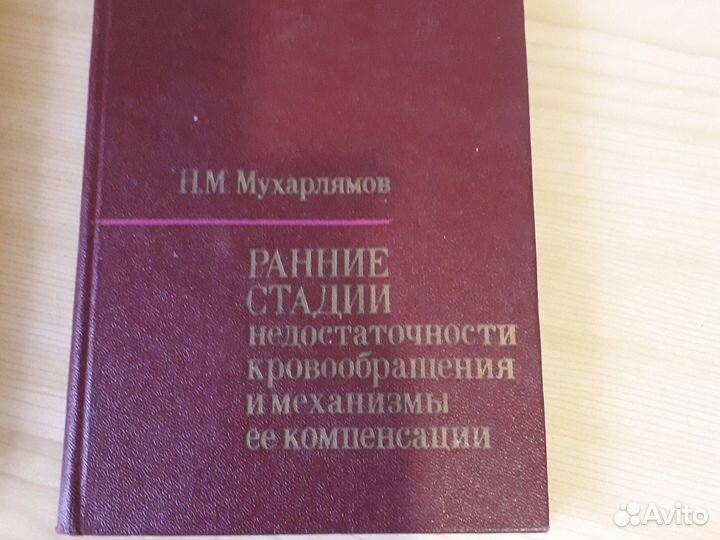 Н.М. Мухарлямов
РАННИЕ
СТАДИИ
недостаточности
кровообращения
и механизмы
ее компенсации
Avito